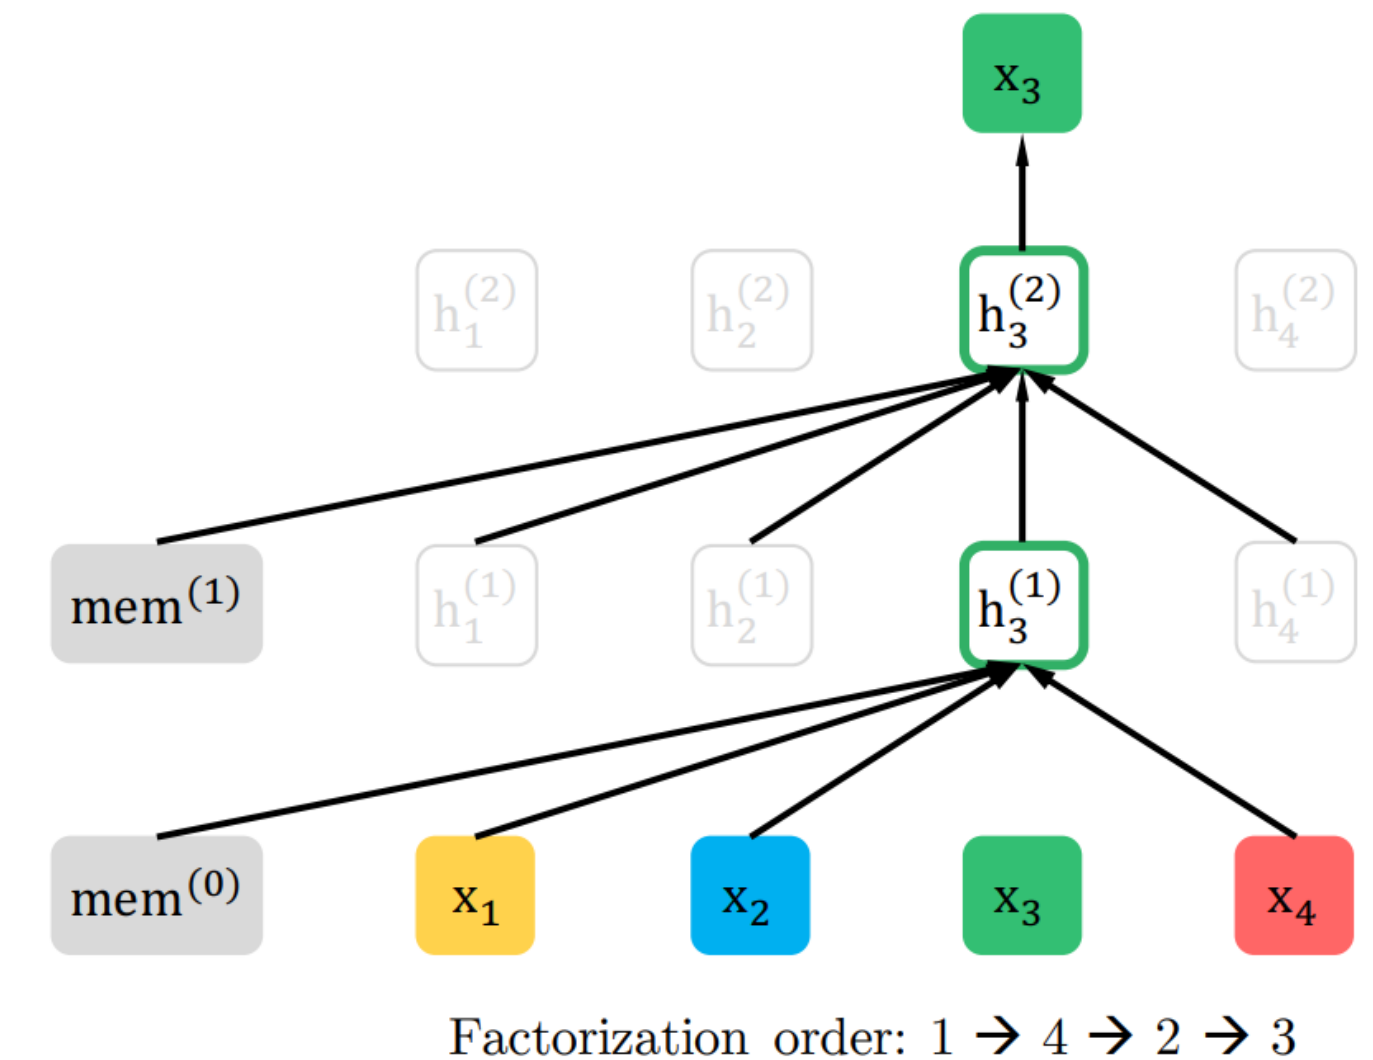 x₃
h₁⁽²⁾ h₂⁽²⁾ h₃⁽²⁾ h₄⁽²⁾
mem⁽¹⁾ h₁⁽¹⁾ h₂⁽¹⁾ h₃⁽¹⁾ h₄⁽¹⁾
mem⁽⁰⁾ x₁ x₂ x₃ x₄
Factorization order: 1 → 4 → 2 → 3